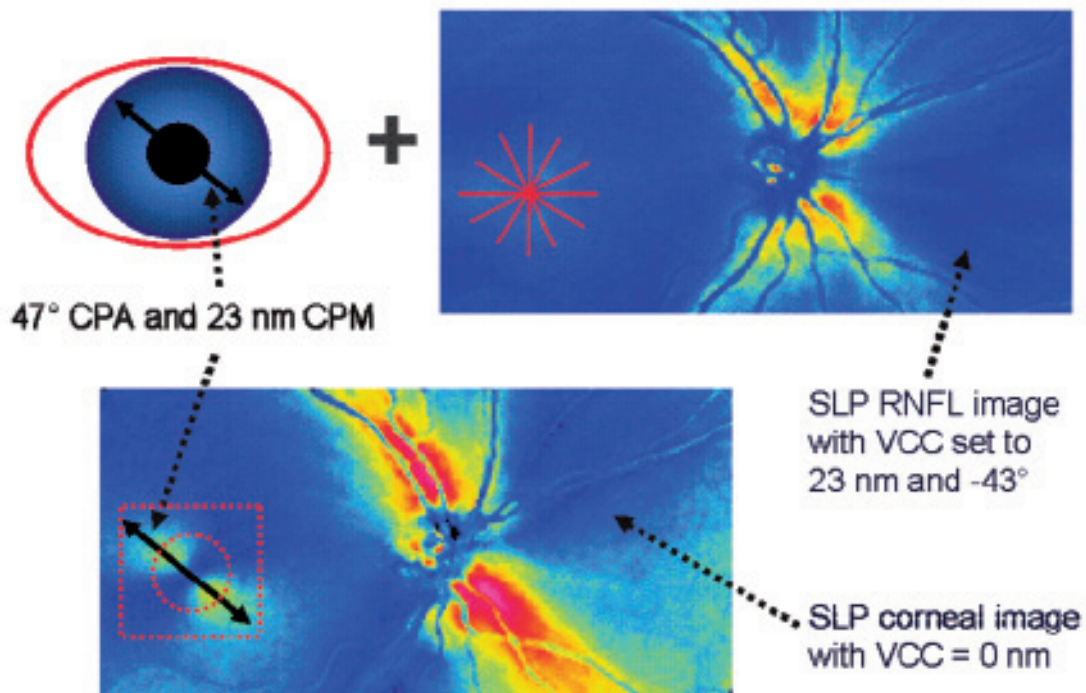 +
47° CPA and 23 nm CPM
SLP RNFL image
with VCC set to
23 nm and -43°
SLP corneal image
with VCC = 0 nm